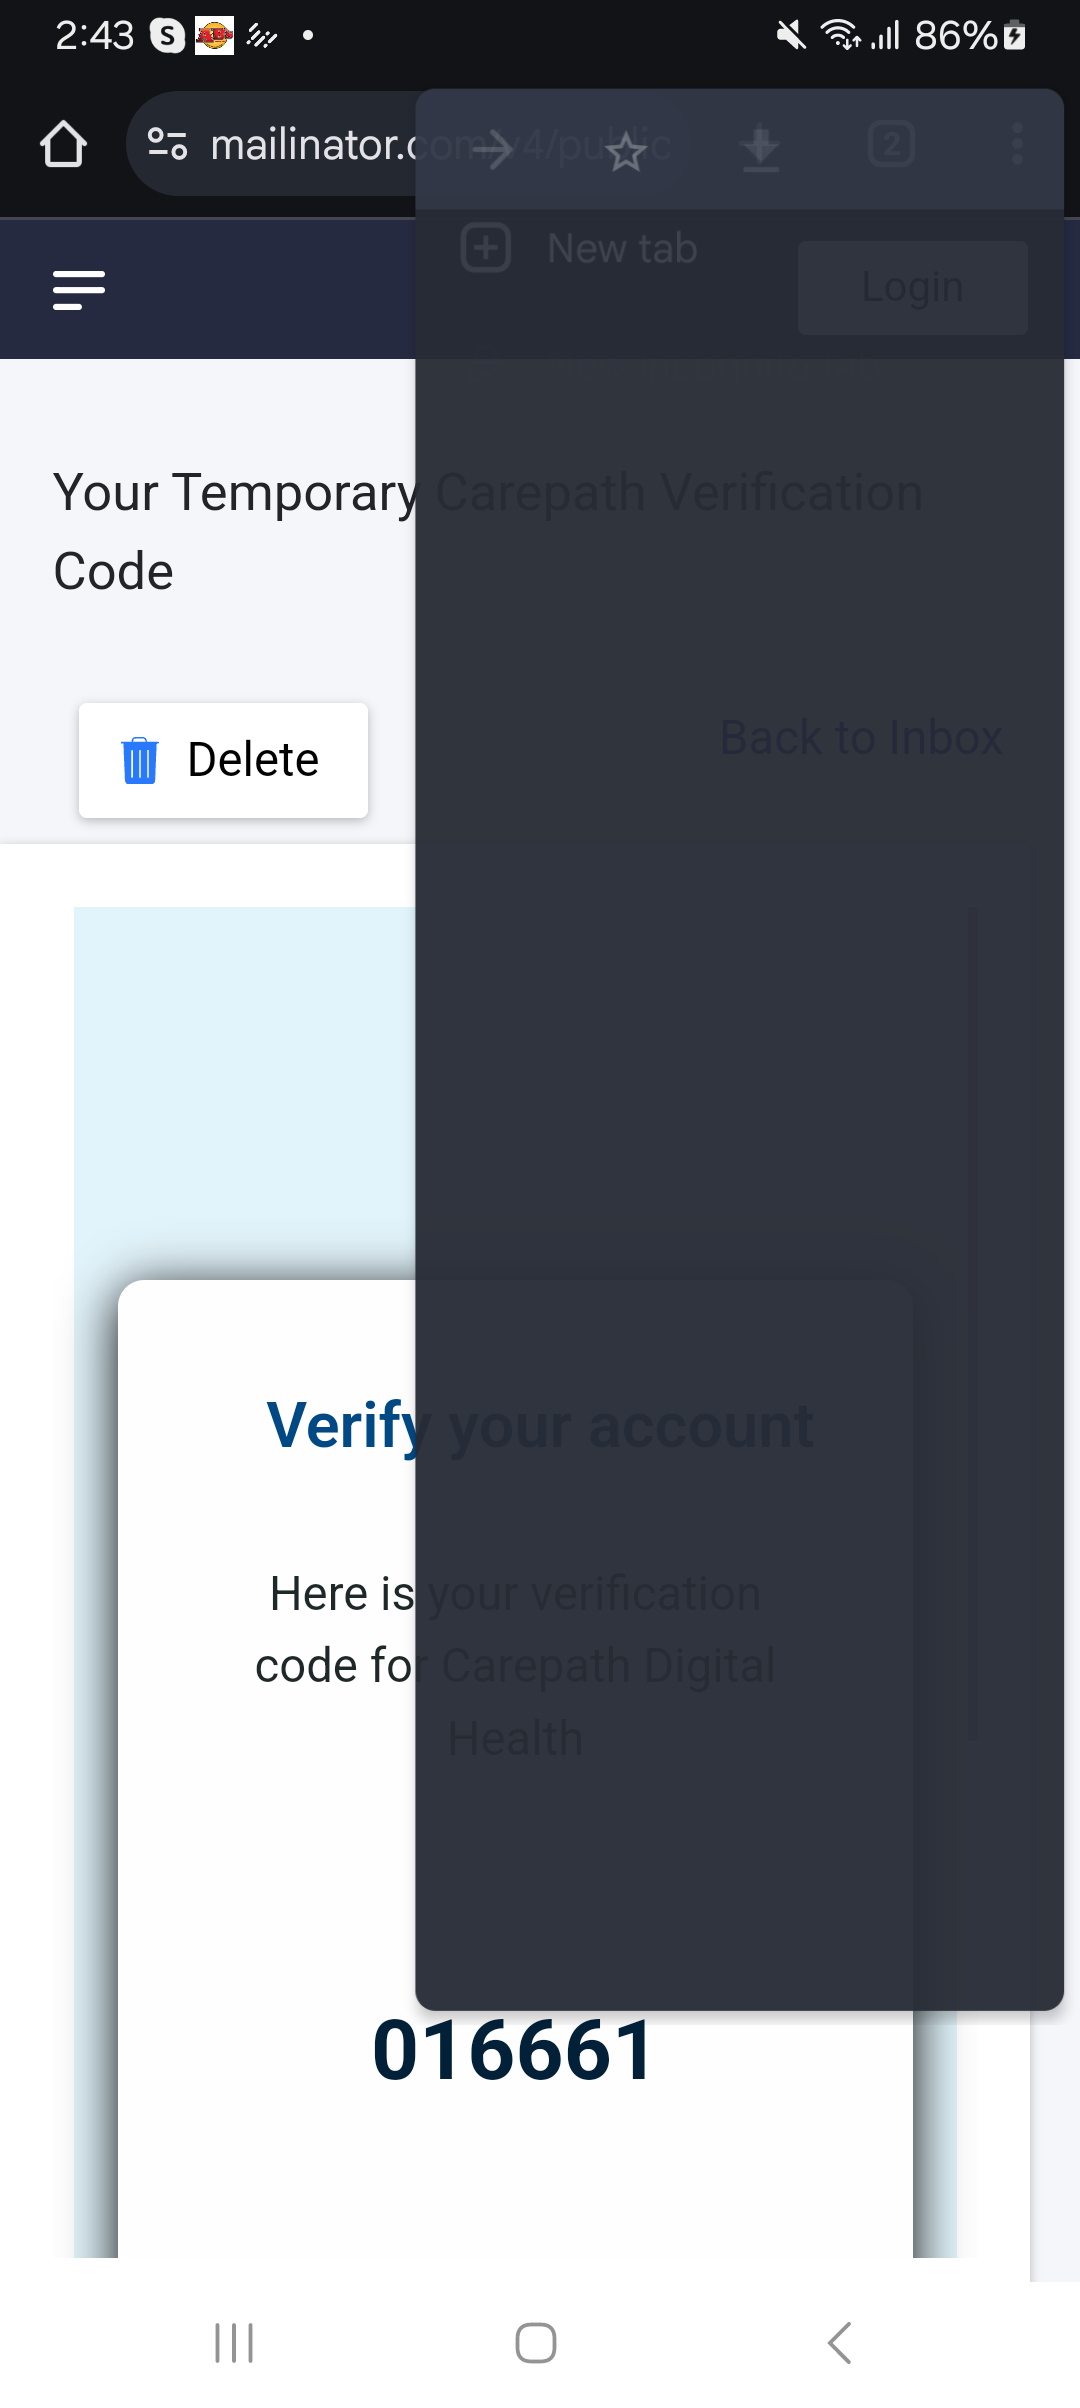 2:43
86%
mailinator.com/v4/public
2
New tab
Login
Your Temporary Carepath Verification
Code
Delete
Back to Inbox
Verify your account
Here is your verification
code for Carepath Digital
Health
016661